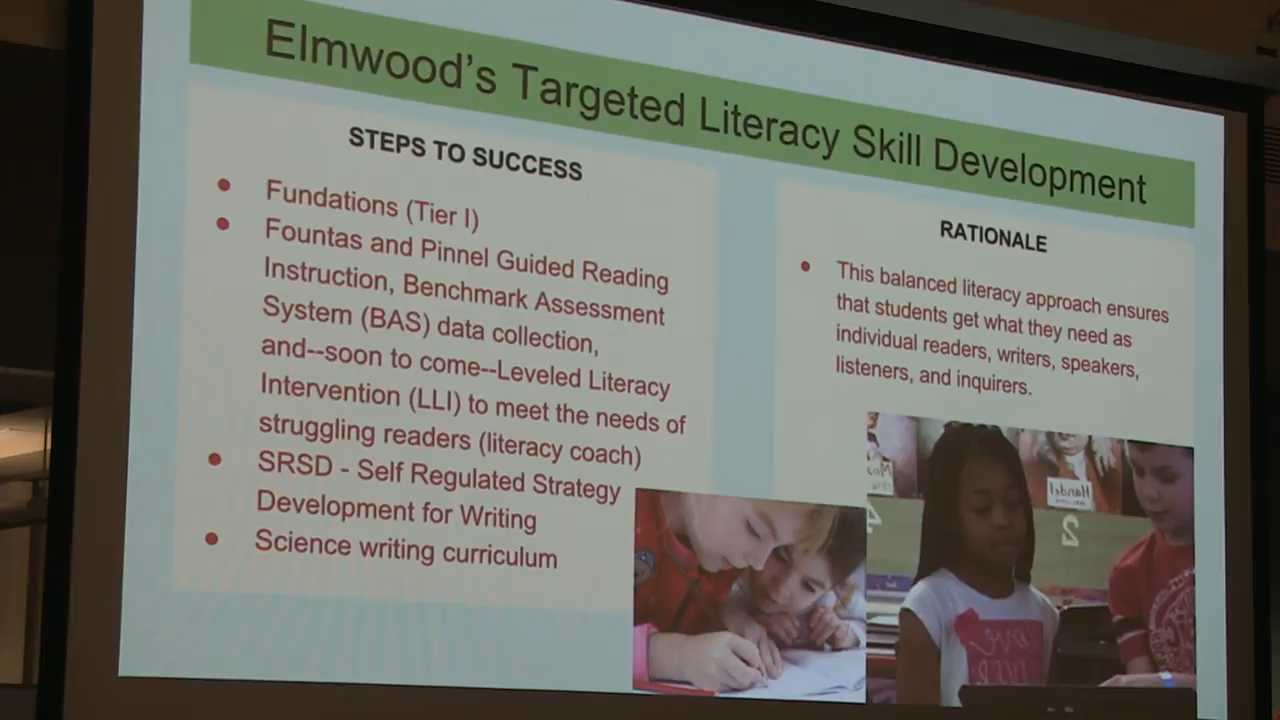 Elmwood's Targeted Literacy Skill Development
STEPS TO SUCCESS
Fundations (Tier I)
Fountas and Pinnel Guided Reading
Instruction, Benchmark Assessment
System (BAS) data collection,
and--soon to come--Leveled Literacy
Intervention (LLI) to meet the needs of
struggling readers (literacy coach)
SRSD - Self Regulated Strategy
Development for Writing
Science writing curriculum
RATIONALE
This balanced literacy approach ensures
that students get what they need as
individual readers, writers, speakers,
listeners, and inquirers.
Handel
2